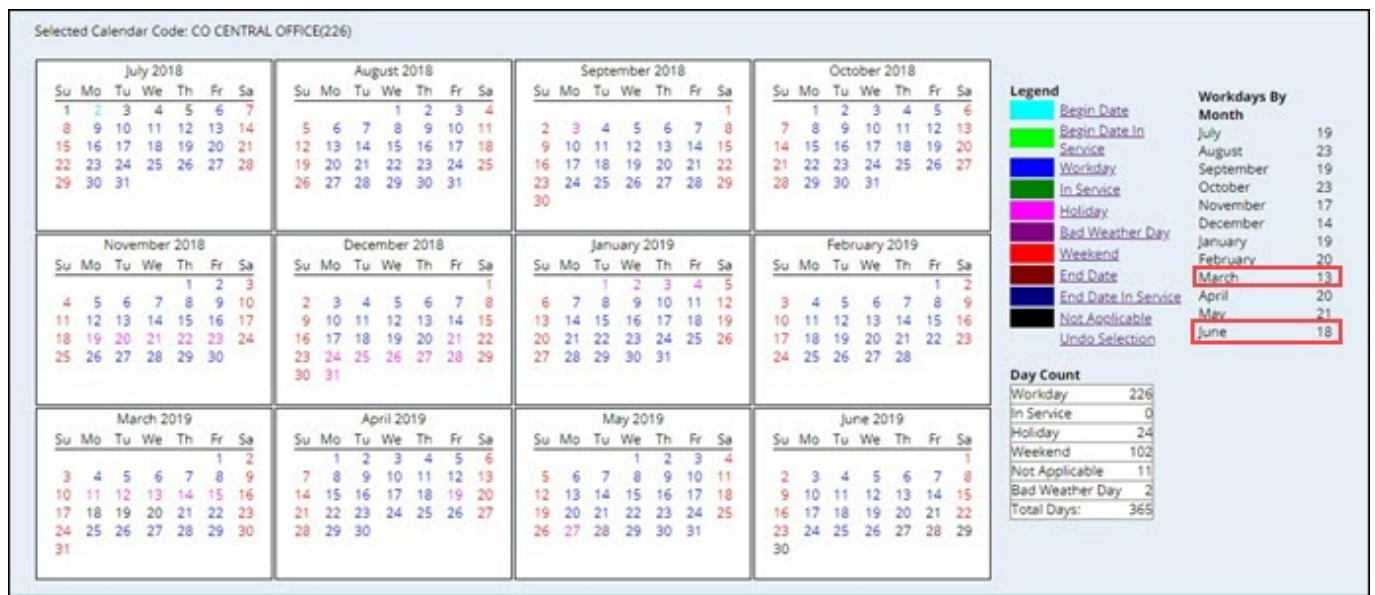 Selected Calendar Code: CO CENTRAL OFFICE(226)
July 2018
Su Mo Tu We Th Fr Sa
1 2 3 4 5 6 7
8 9 10 11 12 13 14
15 16 17 18 19 20 21
22 23 24 25 26 27 28
29 30 31
August 2018
Su Mo Tu We Th Fr Sa
1 2 3 4
5 6 7 8 9 10 11
12 13 14 15 16 17 18
19 20 21 22 23 24 25
26 27 28 29 30 31
September 2018
Su Mo Tu We Th Fr Sa
1
2 3 4 5 6 7 8
9 10 11 12 13 14 15
16 17 18 19 20 21 22
23 24 25 26 27 28 29
30
October 2018
Su Mo Tu We Th Fr Sa
1 2 3 4 5 6
7 8 9 10 11 12 13
14 15 16 17 18 19 20
21 22 23 24 25 26 27
28 29 30 31
November 2018
Su Mo Tu We Th Fr Sa
1 2 3
4 5 6 7 8 9 10
11 12 13 14 15 16 17
18 19 20 21 22 23 24
25 26 27 28 29 30
December 2018
Su Mo Tu We Th Fr Sa
1
2 3 4 5 6 7 8
9 10 11 12 13 14 15
16 17 18 19 20 21 22
23 24 25 26 27 28 29
30 31
January 2019
Su Mo Tu We Th Fr Sa
1 2 3 4 5
6 7 8 9 10 11 12
13 14 15 16 17 18 19
20 21 22 23 24 25 26
27 28 29 30 31
February 2019
Su Mo Tu We Th Fr Sa
1 2
3 4 5 6 7 8 9
10 11 12 13 14 15 16
17 18 19 20 21 22 23
24 25 26 27 28
March 2019
Su Mo Tu We Th Fr Sa
1 2
3 4 5 6 7 8 9
10 11 12 13 14 15 16
17 18 19 20 21 22 23
24 25 26 27 28 29 30
31
April 2019
Su Mo Tu We Th Fr Sa
1 2 3 4 5 6
7 8 9 10 11 12 13
14 15 16 17 18 19 20
21 22 23 24 25 26 27
28 29 30
May 2019
Su Mo Tu We Th Fr Sa
1 2 3 4
5 6 7 8 9 10 11
12 13 14 15 16 17 18
19 20 21 22 23 24 25
26 27 28 29 30 31
June 2019
Su Mo Tu We Th Fr Sa
1
2 3 4 5 6 7 8
9 10 11 12 13 14 15
16 17 18 19 20 21 22
23 24 25 26 27 28 29
30
Legend
Begin Date
Begin Date In
Service
Workday
In Service
Holiday
Bad Weather Day
Weekend
End Date
End Date In Service
Not Applicable
Undo Selection
Workdays By
Month
July 19
August 23
September 19
October 23
November 17
December 14
January 19
February 20
March 13
April 20
May 21
June 18
Day Count
Workday 226
In Service 0
Holiday 24
Weekend 102
Not Applicable 11
Bad Weather Day 2
Total Days: 365